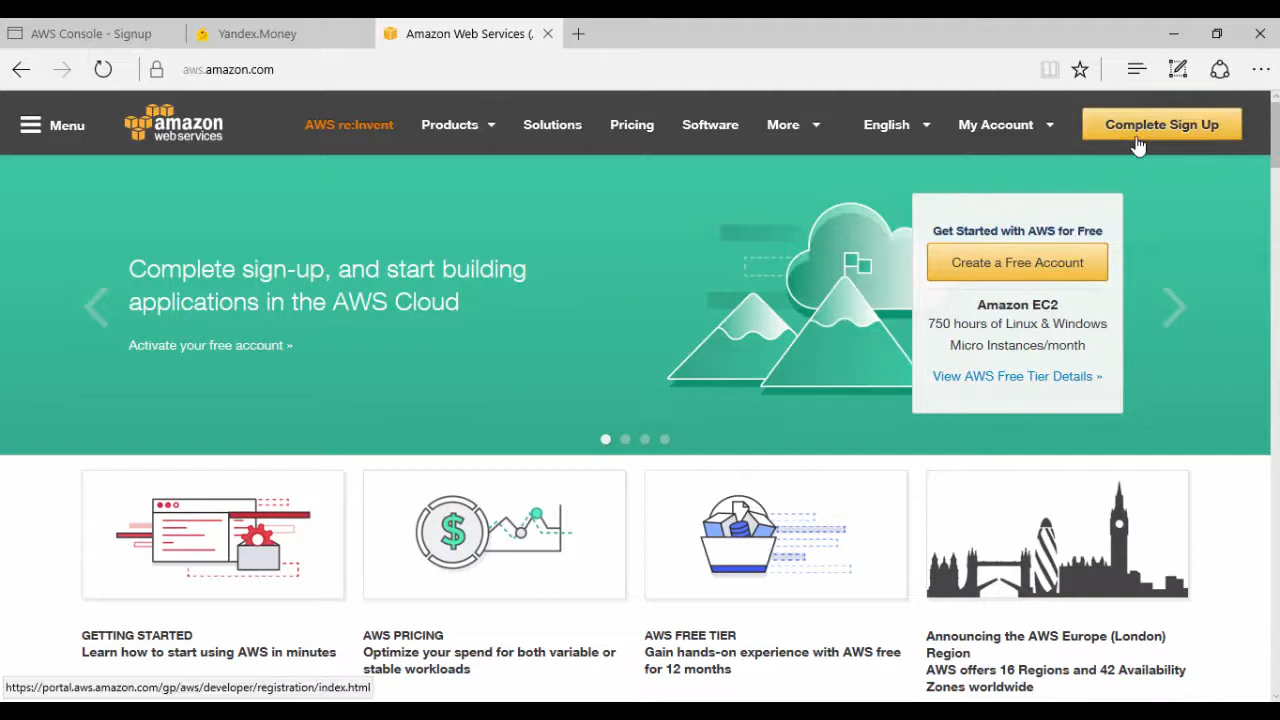 AWS Console - Signup
Yandex.Money
Amazon Web Services (.
aws.amazon.com
Menu
amazon
webservices
AWS re:Invent
Products
Solutions
Pricing
Software
More
English
My Account
Complete Sign Up
Complete sign-up, and start building
applications in the AWS Cloud
Activate your free account »
Get Started with AWS for Free
Create a Free Account
Amazon EC2
750 hours of Linux & Windows
Micro Instances/month
View AWS Free Tier Details »
GETTING STARTED
Learn how to start using AWS in minutes
AWS PRICING
Optimize your spend for both variable or
stable workloads
AWS FREE TIER
Gain hands-on experience with AWS free
for 12 months
Announcing the AWS Europe (London)
Region
AWS offers 16 Regions and 42 Availability
Zones worldwide
https://portal.aws.amazon.com/gp/aws/developer/registration/index.html